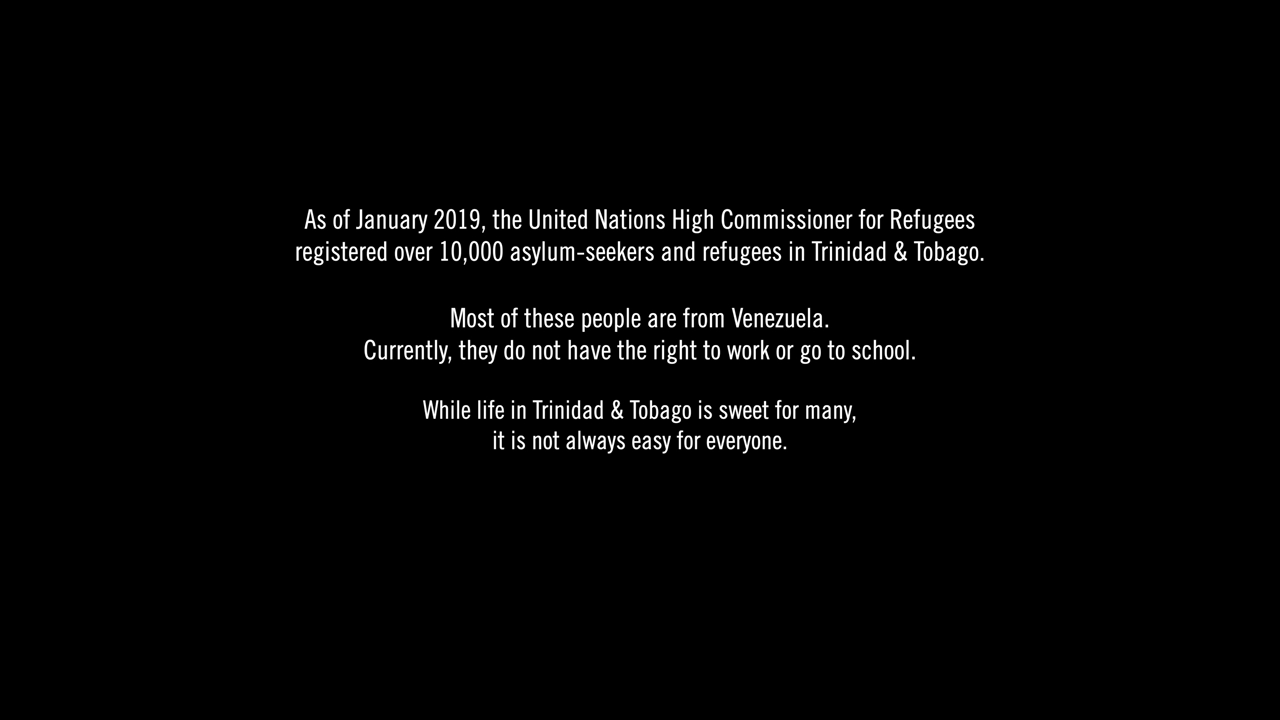 As of January 2019, the United Nations High Commissioner for Refugees
registered over 10,000 asylum-seekers and refugees in Trinidad & Tobago.
Most of these people are from Venezuela.
Currently, they do not have the right to work or go to school.
While life in Trinidad & Tobago is sweet for many,
it is not always easy for everyone.